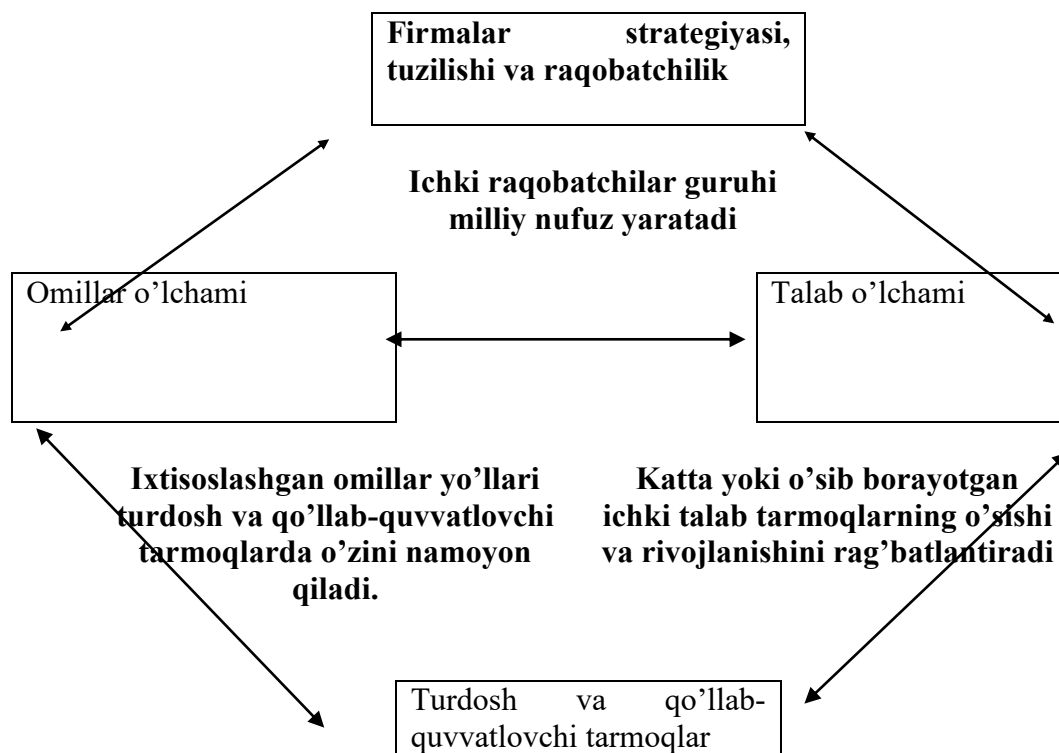 Firmalar strategiyasi,
tuzilishi va raqobatchilik
Ichki raqobatchilar guruhi
milliy nufuz yaratadi
Omillar o’lchami
Talab o’lchami
Ixtisoslashgan omillar yo’llari
turdosh va qo’llab-quvvatlovchi
tarmoqlarda o’zini namoyon
qiladi.
Katta yoki o’sib borayotgan
ichki talab tarmoqlarning o’sishi
va rivojlanishini rag’batlantiradi
Turdosh va qo’llab-
quvvatlovchi tarmoqlar